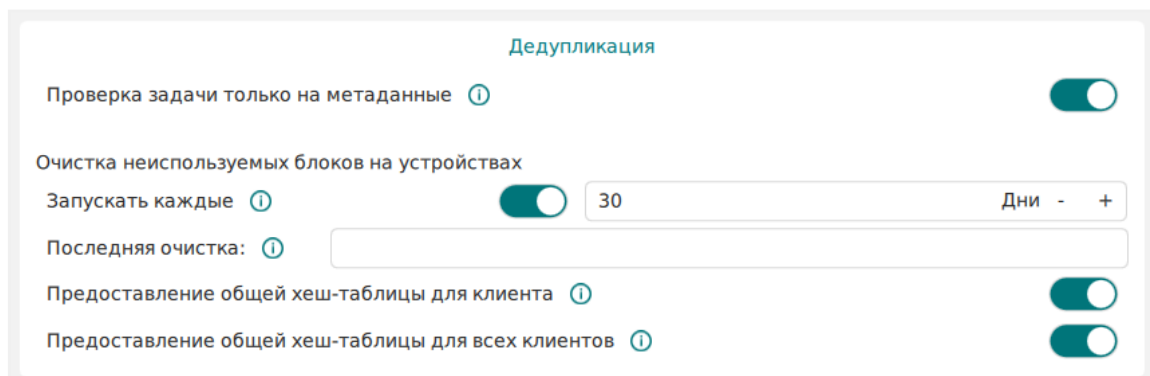 Дедупликация
Проверка задачи только на метаданные
Очистка неиспользуемых блоков на устройствах
Запускать каждые 30 Дни - +
Последняя очистка:
Предоставление общей хеш-таблицы для клиента
Предоставление общей хеш-таблицы для всех клиентов